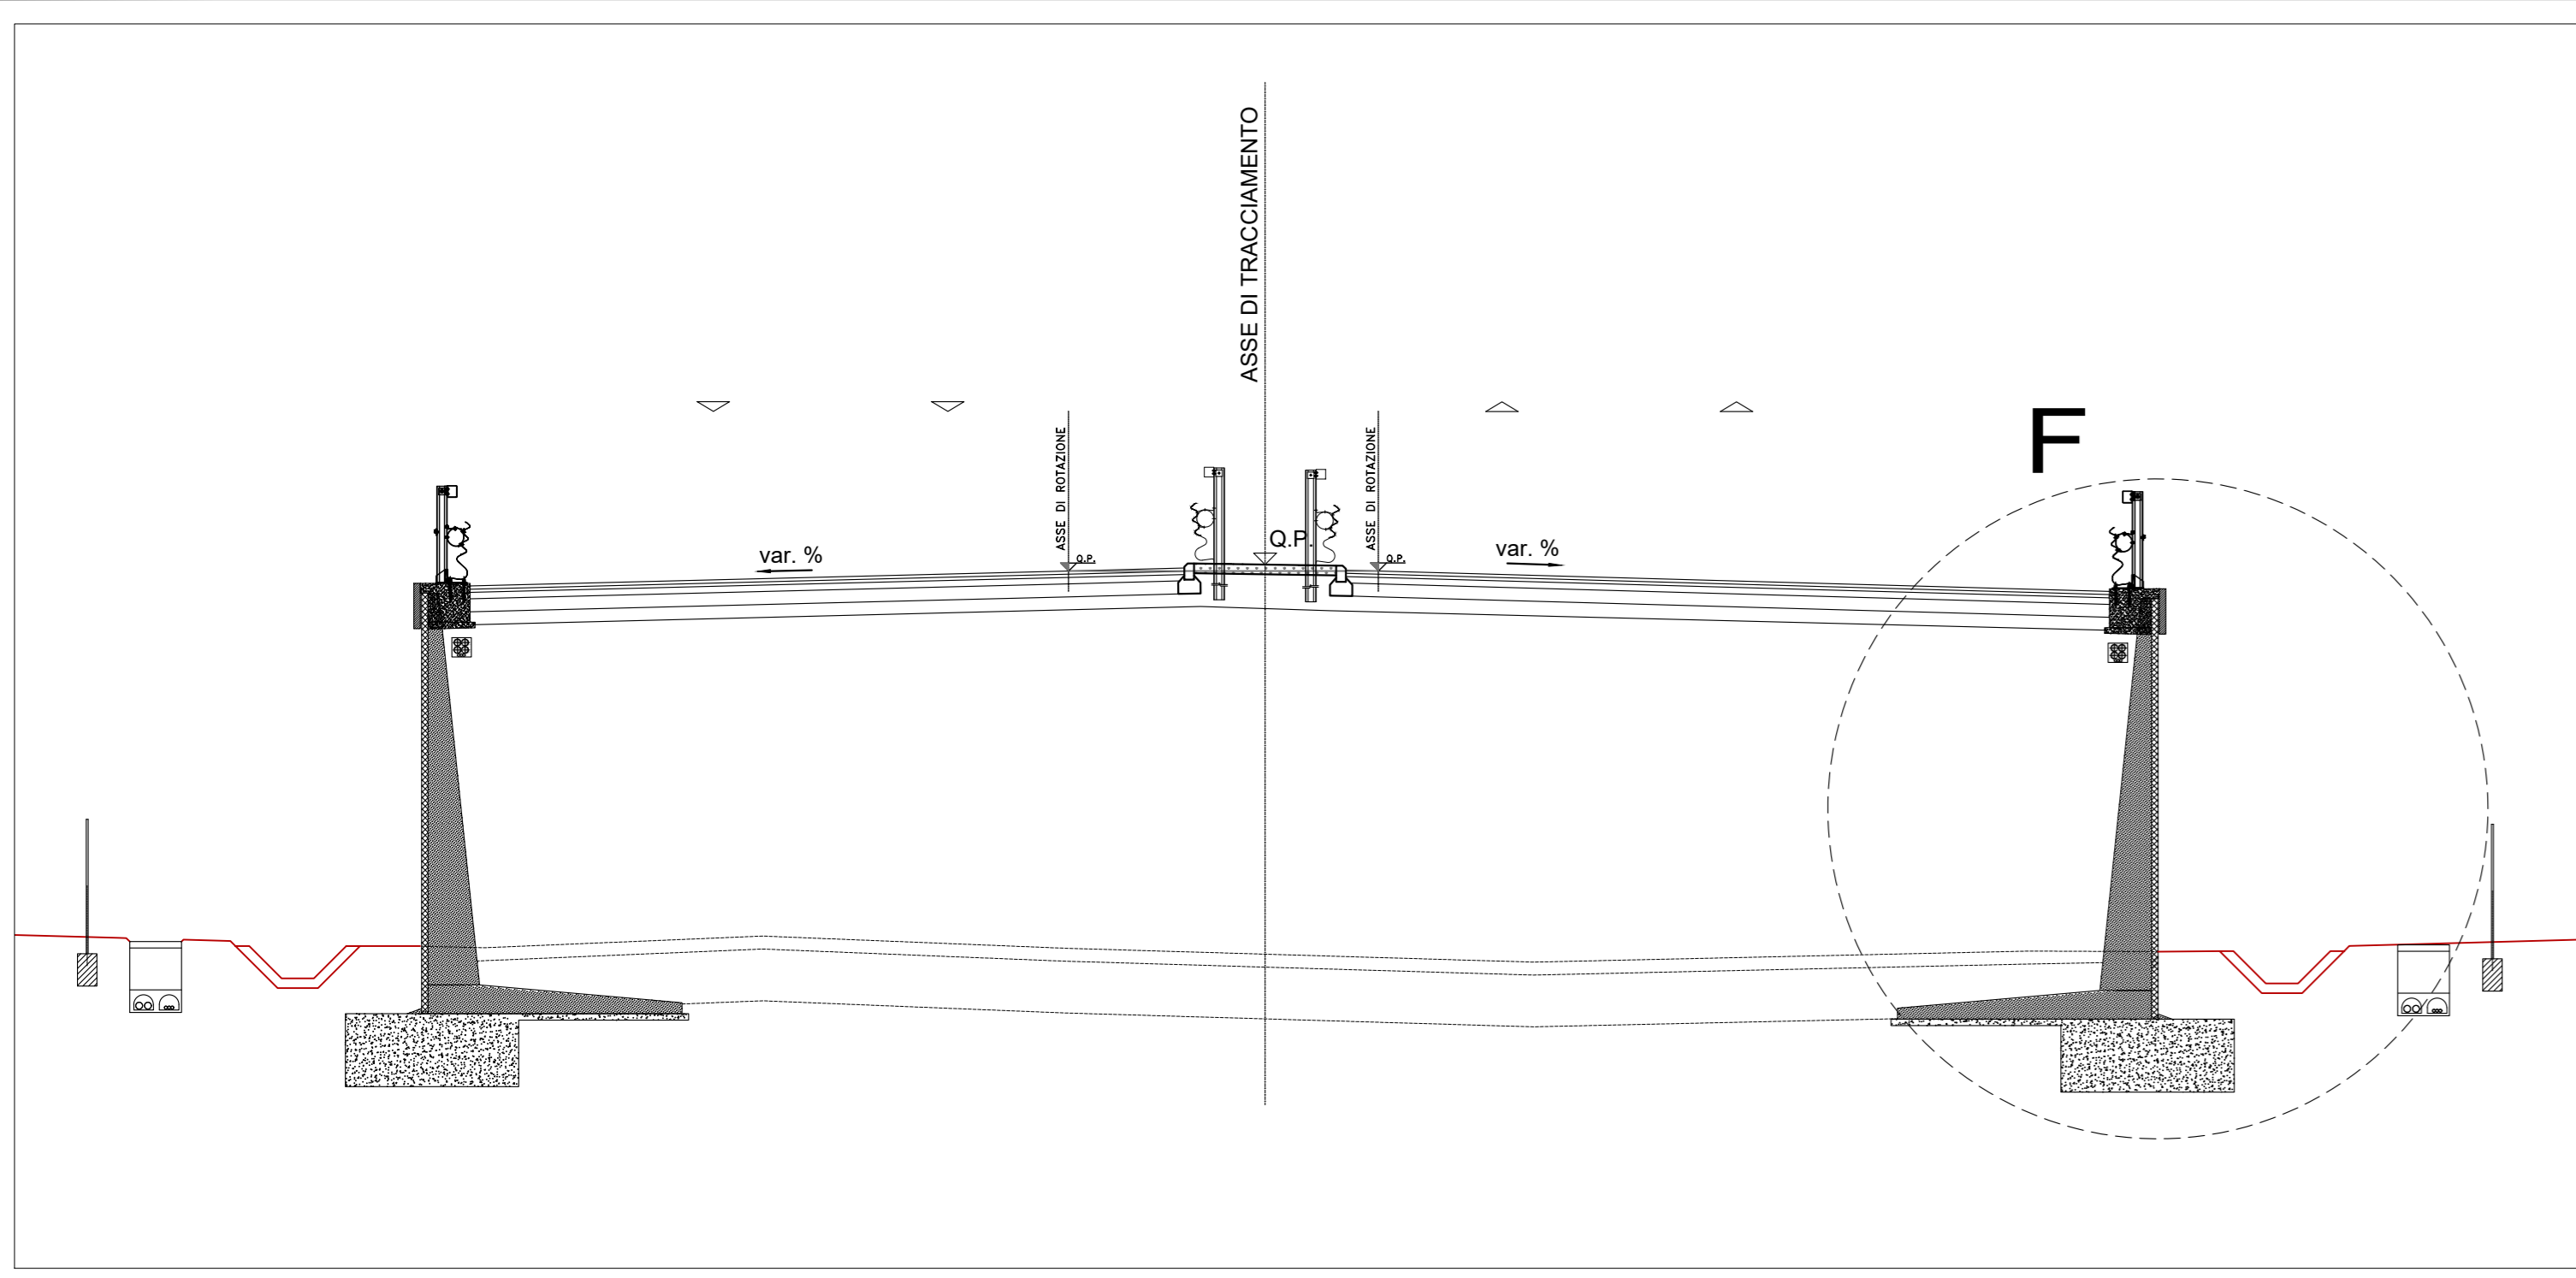 ASSE DI TRACCIAMENTO
F
ASSE DI ROTAZIONE
ASSE DI ROTAZIONE
var. %
Q.P.
Q.P.
Q.P.
var. %